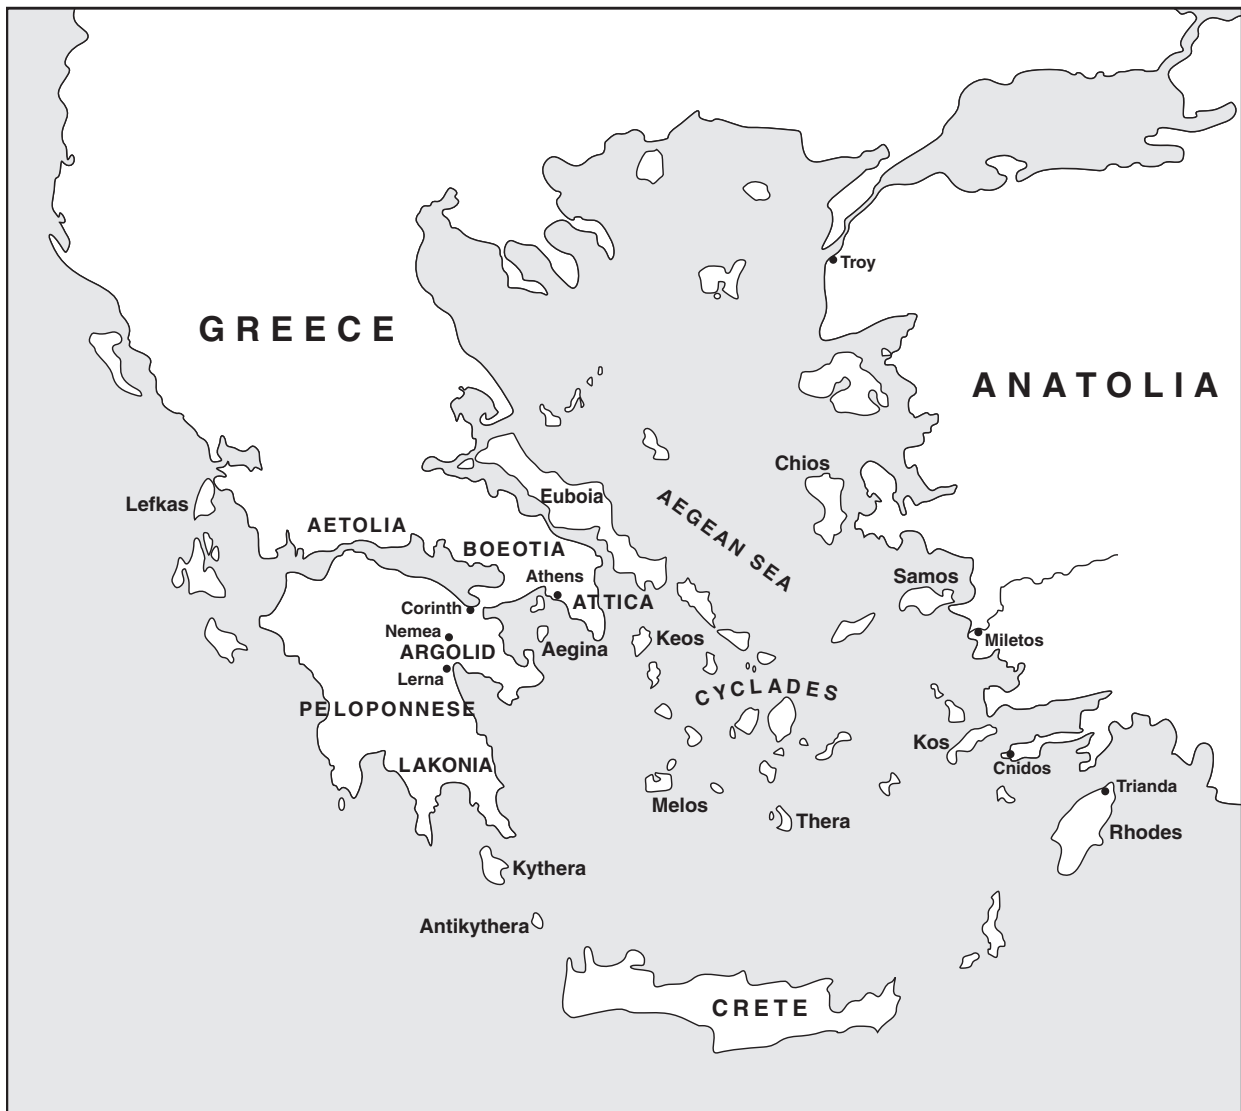 Troy
GREECE
ANATOLIA
Chios
Lefkas
Euboia
AEGEAN SEA
AETOLIA
BOEOTIA
Athens
Samos
ATTICA
Corinth
Nemea
Keos
Miletos
ARGOLID
Aegina
Lerna
CYCLADES
PELOPONNESE
Kos
LAKONIA
Cnidos
Trianda
Melos
Thera
Rhodes
Kythera
Antikythera
CRETE